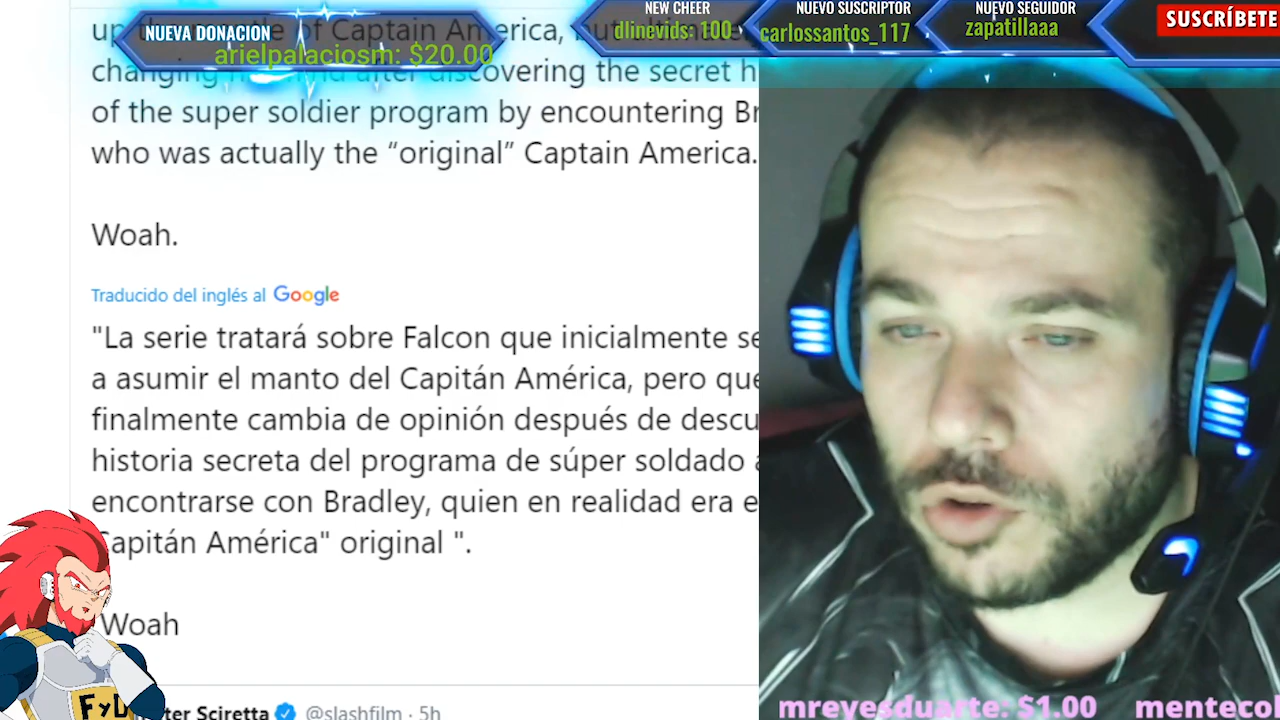 NUEVA DONACION
arielpalaciosm: $20.00
NEW CHEER
dlinevids: 100
NUEVO SUSCRIPTOR
carlossantos_117
NUEVO SEGUIDOR
zapatillaaa
SUSCRÍBETE
up of Captain America,
changing after discovering the secret h
of the super soldier program by encountering Br
who was actually the “original” Captain America.
Woah.
Traducido del inglés al Google
"La serie tratará sobre Falcon que inicialmente se
a asumir el manto del Capitán América, pero que
finalmente cambia de opinión después de descu
historia secreta del programa de súper soldado a
encontrarse con Bradley, quien en realidad era e
Capitán América" original ".
Woah
FyD
ter Sciretta @slashfilm · 5h
mreyesduarte: $1.00 mentecol